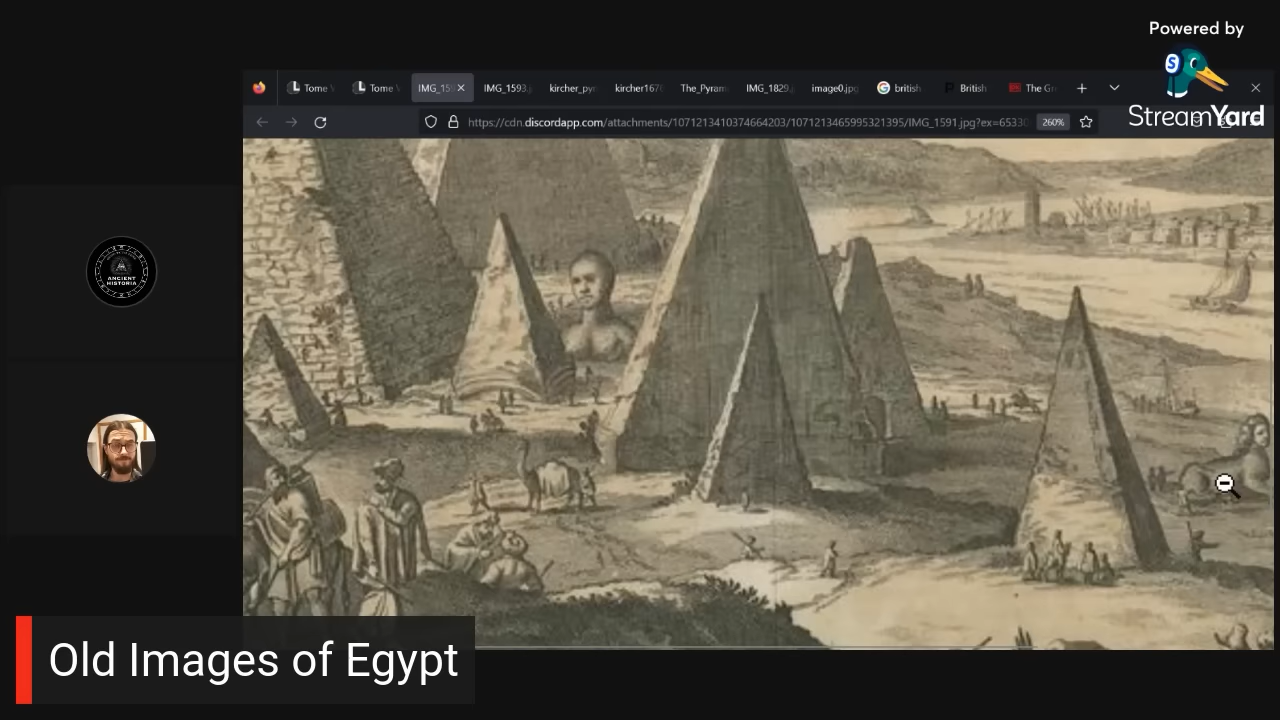 Powered by
StreamYard
Tome
Tome
IMG_159
IMG_1593.j
kircher_pyr
kircher167
The_Pyram
IMG_1829.
image0.jpg
british
British
The Gr
https://cdn.discordapp.com/attachments/1071213410374664203/1071213465995321395/IMG_1591.jpg?ex=6533
260%
ANCIENT
HISTORIA
Old Images of Egypt